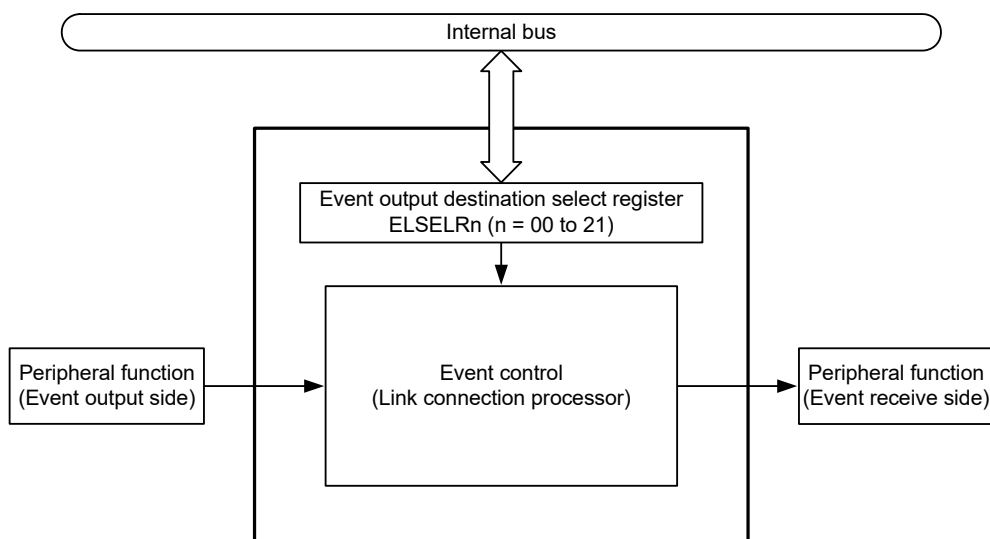 Internal bus
Event output destination select register
ELSELRn (n = 00 to 21)
Peripheral function
(Event output side)
Event control
(Link connection processor)
Peripheral function
(Event receive side)